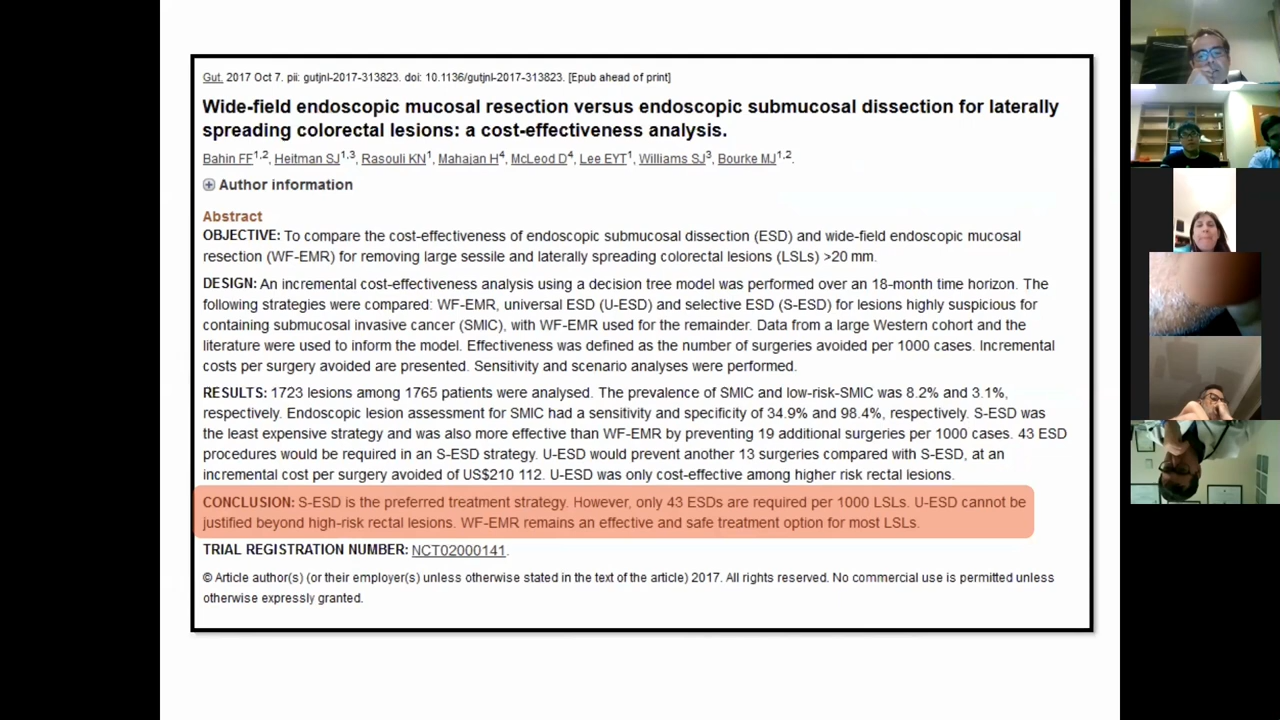 Gut. 2017 Oct 7. pii: gutjnl-2017-313823. doi: 10.1136/gutjnl-2017-313823. [Epub ahead of print]
Wide-field endoscopic mucosal resection versus endoscopic submucosal dissection for laterally
spreading colorectal lesions: a cost-effectiveness analysis.
Bahin FF1,2, Heitman SJ1,3, Rasouli KN1, Mahajan H4, McLeod D4, Lee EYT1, Williams SJ3, Bourke MJ1,2.
Author information
Abstract
OBJECTIVE: To compare the cost-effectiveness of endoscopic submucosal dissection (ESD) and wide-field endoscopic mucosal
resection (WF-EMR) for removing large sessile and laterally spreading colorectal lesions (LSLs) >20 mm.
DESIGN: An incremental cost-effectiveness analysis using a decision tree model was performed over an 18-month time horizon. The
following strategies were compared: WF-EMR, universal ESD (U-ESD) and selective ESD (S-ESD) for lesions highly suspicious for
containing submucosal invasive cancer (SMIC), with WF-EMR used for the remainder. Data from a large Western cohort and the
literature were used to inform the model. Effectiveness was defined as the number of surgeries avoided per 1000 cases. Incremental
costs per surgery avoided are presented. Sensitivity and scenario analyses were performed.
RESULTS: 1723 lesions among 1765 patients were analysed. The prevalence of SMIC and low-risk-SMIC was 8.2% and 3.1%,
respectively. Endoscopic lesion assessment for SMIC had a sensitivity and specificity of 34.9% and 98.4%, respectively. S-ESD was
the least expensive strategy and was also more effective than WF-EMR by preventing 19 additional surgeries per 1000 cases. 43 ESD
procedures would be required in an S-ESD strategy. U-ESD would prevent another 13 surgeries compared with S-ESD, at an
incremental cost per surgery avoided of US$210 112. U-ESD was only cost-effective among higher risk rectal lesions.
CONCLUSION: S-ESD is the preferred treatment strategy. However, only 43 ESDs are required per 1000 LSLs. U-ESD cannot be
justified beyond high-risk rectal lesions. WF-EMR remains an effective and safe treatment option for most LSLs.
TRIAL REGISTRATION NUMBER: NCT02000141.
© Article author(s) (or their employer(s) unless otherwise stated in the text of the article) 2017. All rights reserved. No commercial use is permitted unless
otherwise expressly granted.